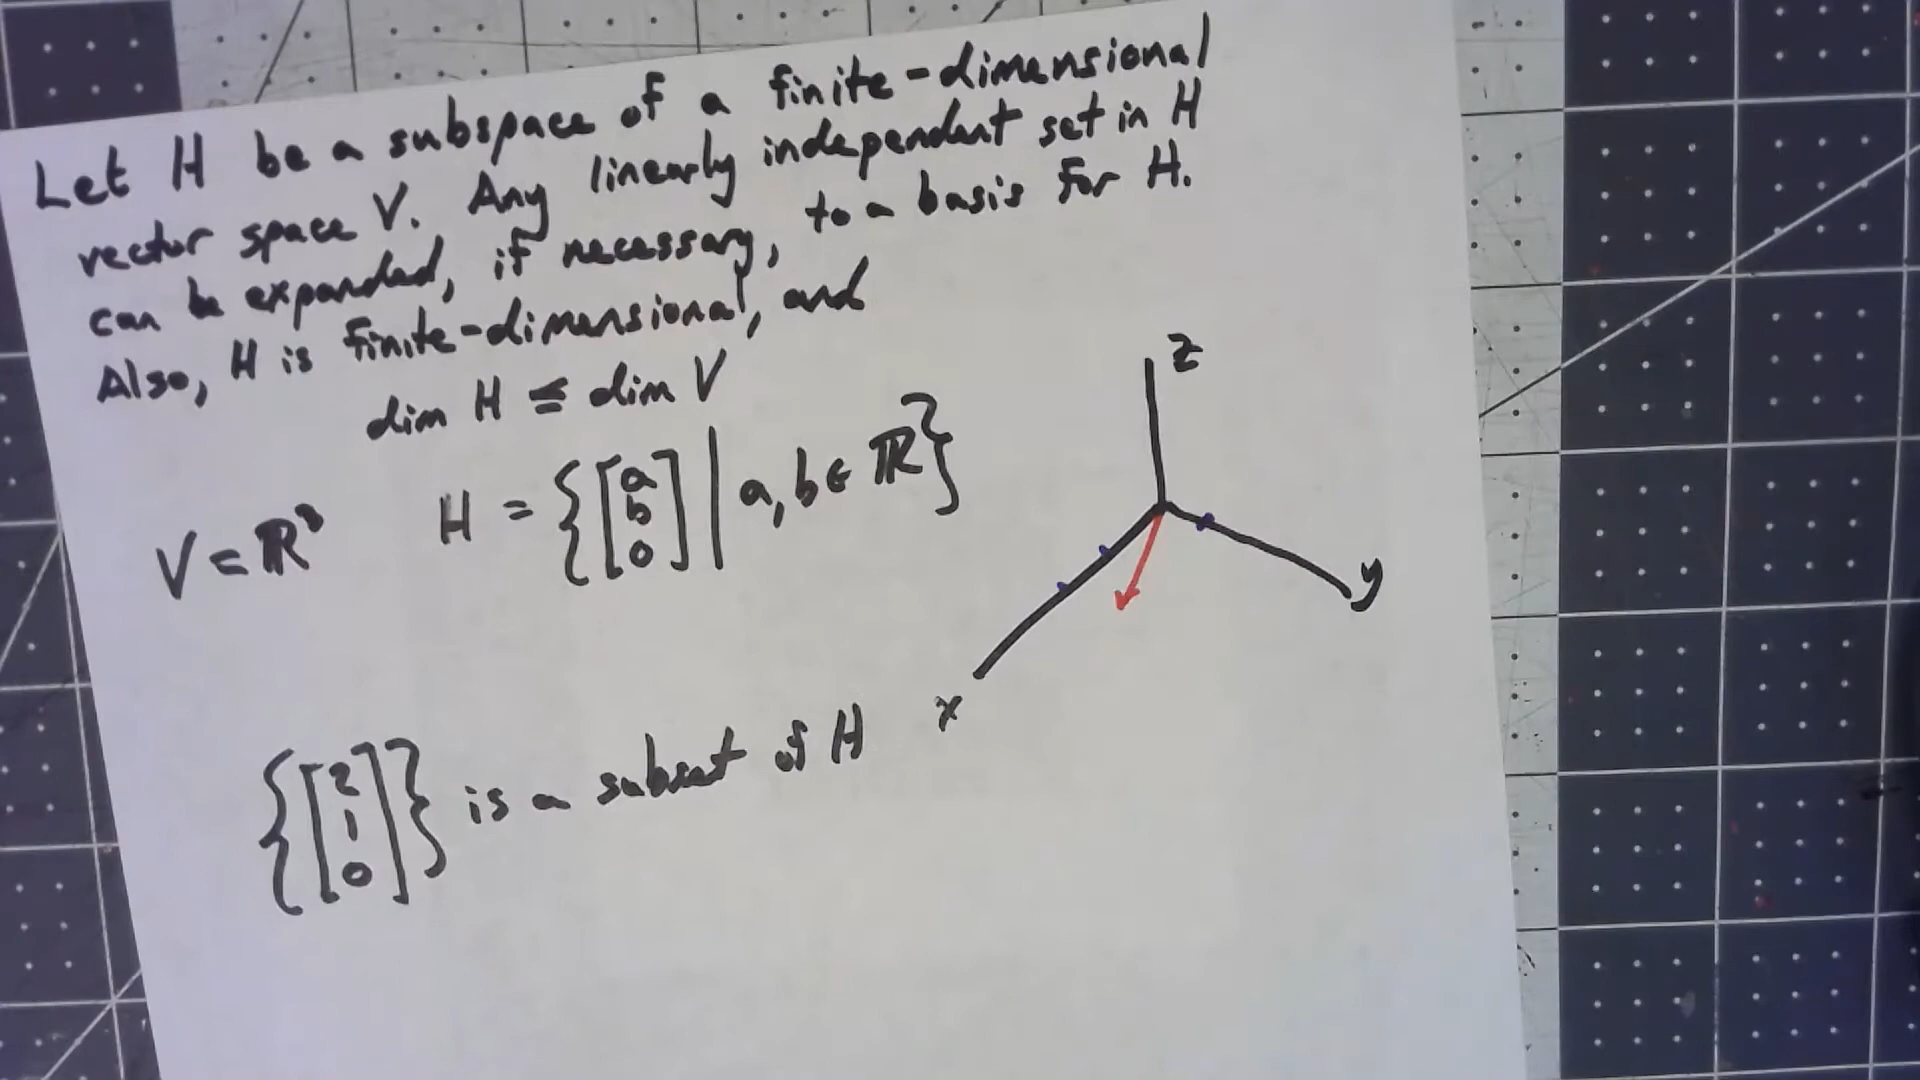 Let H be a subspace of a finite-dimensional
vector space V. Any linearly independent set in H
can be expanded, if necessary, to a basis for H.
Also, H is finite-dimensional, and
dim H ≤ dim V
V = ℝ³ H = {[a b 0] | a, b ∈ ℝ}
z
y
x
{[2 1 0]} is a subset of H